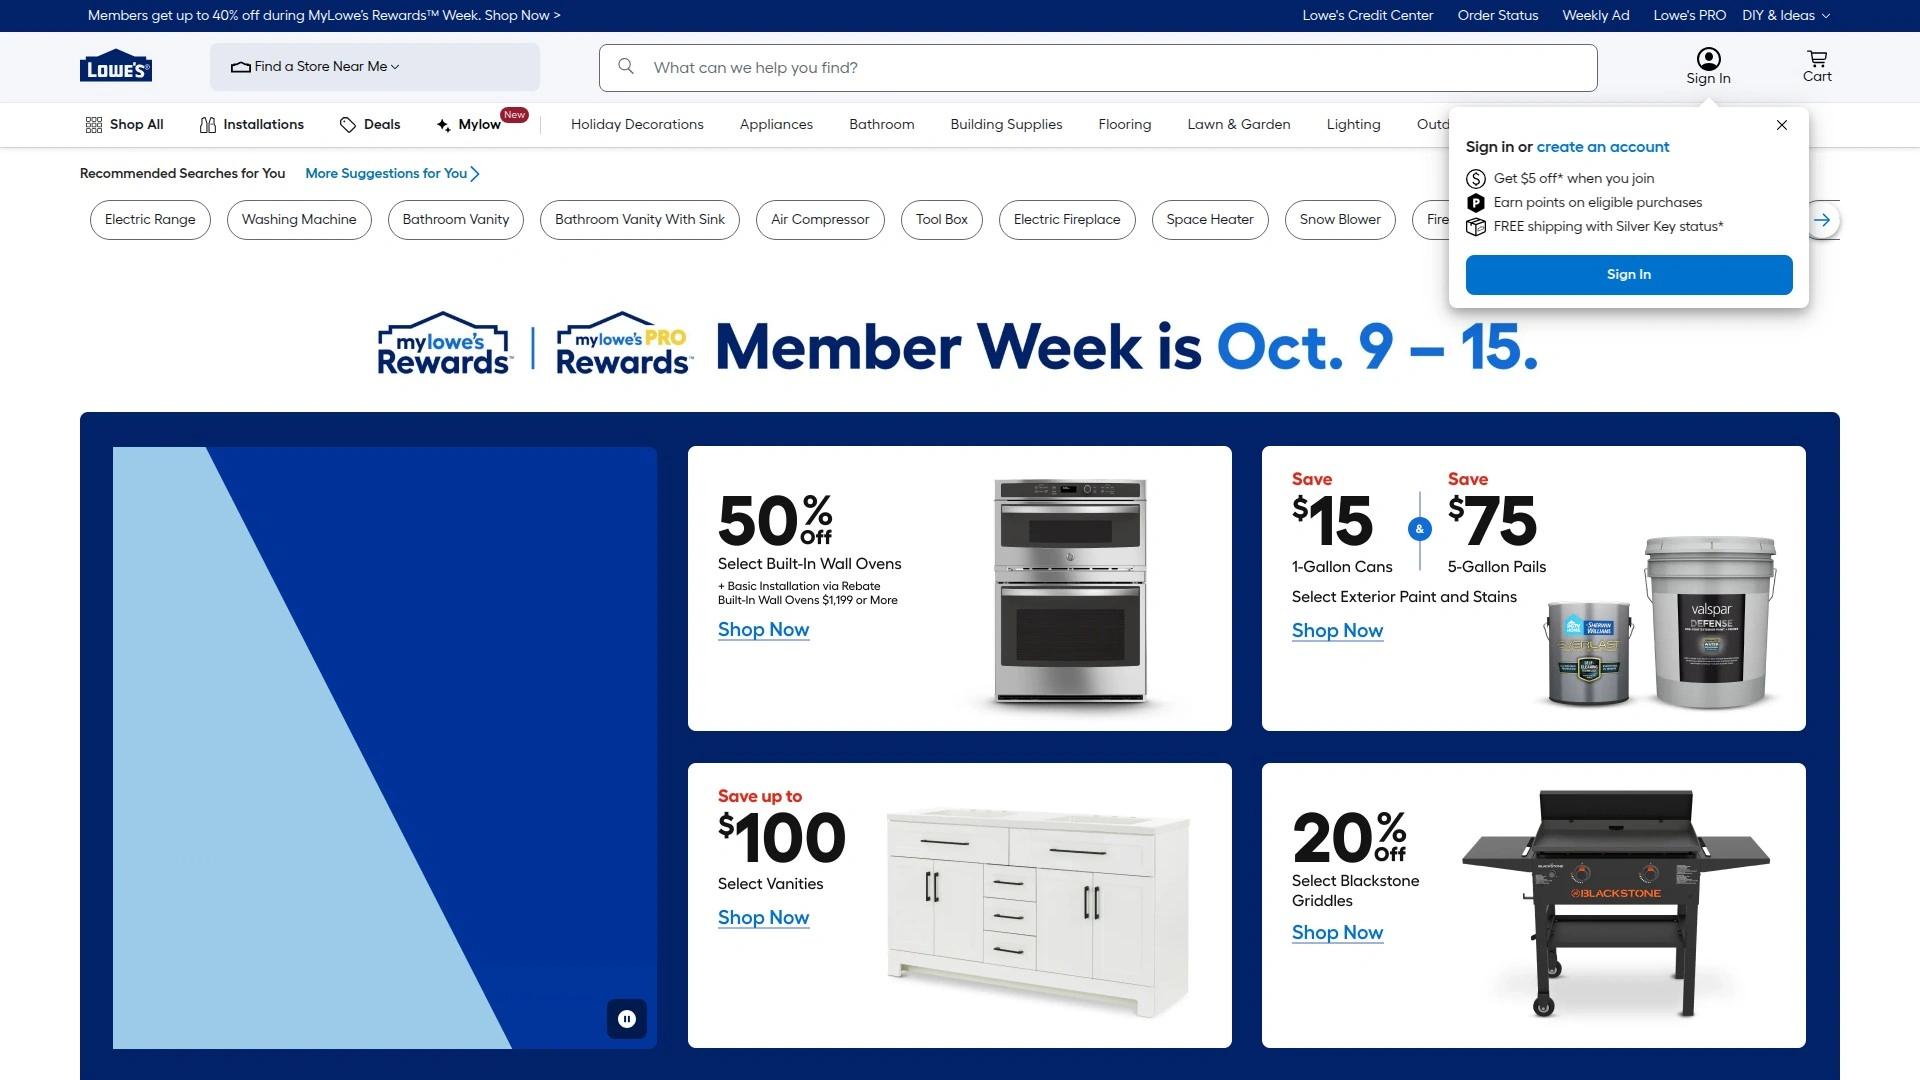 Members get up to 40% off during MyLowe's Rewards™ Week. Shop Now >
Lowe's Credit Center
Order Status
Weekly Ad
Lowe's PRO
DIY & Ideas
LOWE'S®
Find a Store Near Me
What can we help you find?
Sign In
Cart
Shop All
Installations
Deals
Mylow
New
Holiday Decorations
Appliances
Bathroom
Building Supplies
Flooring
Lawn & Garden
Lighting
Outd
Sign in or create an account
Get $5 off* when you join
P
Earn points on eligible purchases
FREE shipping with Silver Key status*
Sign In
Recommended Searches for You
More Suggestions for You
Electric Range
Washing Machine
Bathroom Vanity
Bathroom Vanity With Sink
Air Compressor
Tool Box
Electric Fireplace
Space Heater
Snow Blower
Fire
mylowe's Rewards™
mylowe's PRO Rewards™
Member Week is Oct. 9 – 15.
50% Off
Select Built-In Wall Ovens
+ Basic Installation via Rebate
Built-In Wall Ovens $1,199 or More
Shop Now
Save
$15
1-Gallon Cans
&
Save
$75
5-Gallon Pails
Select Exterior Paint and Stains
Shop Now
SHERWIN WILLIAMS
EVERLAST
valspar
DEFENSE
Save up to
$100
Select Vanities
Shop Now
20% Off
Select Blackstone
Griddles
Shop Now
BLACKSTONE